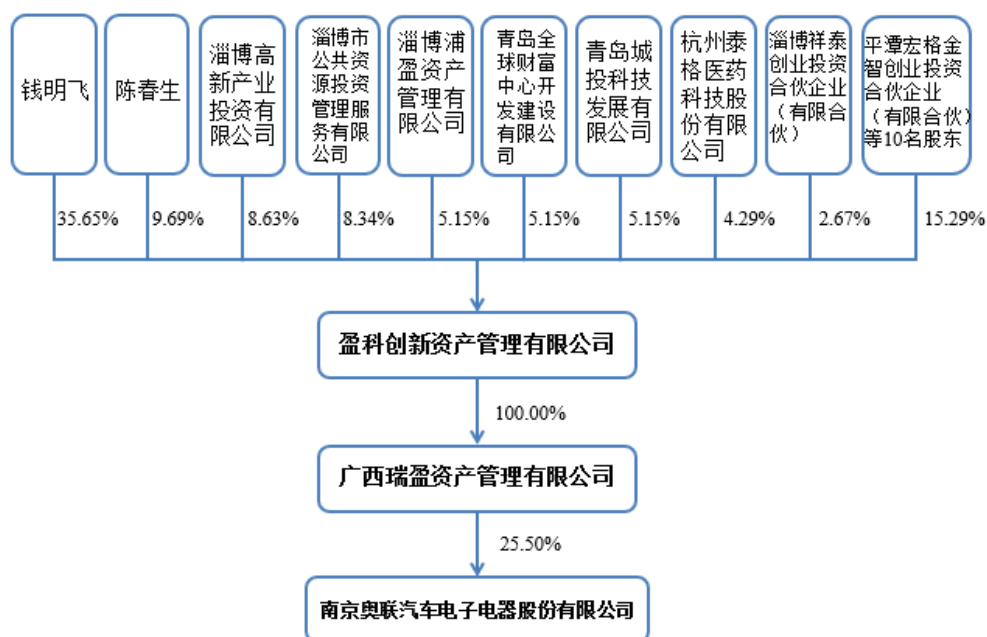 钱明飞
陈春生
淄博高
新产业
投资有
限公司
淄博市
公共资
源投资
管理服
务有限
公司
淄博浦
盈资产
管理有
限公司
青岛全
球财富
中心开
发建设
有限公
司
青岛城
投科技
发展有
限公司
杭州泰
格医药
科技股
份有限
公司
淄博祥泰
创业投资
合伙企业
（有限合
伙）
平潭宏格金
智创业投资
合伙企业
（有限合伙）
等10名股东
35.65%
9.69%
8.63%
8.34%
5.15%
5.15%
5.15%
4.29%
2.67%
15.29%
盈科创新资产管理有限公司
100.00%
广西瑞盈资产管理有限公司
25.50%
南京奥联汽车电子电器股份有限公司